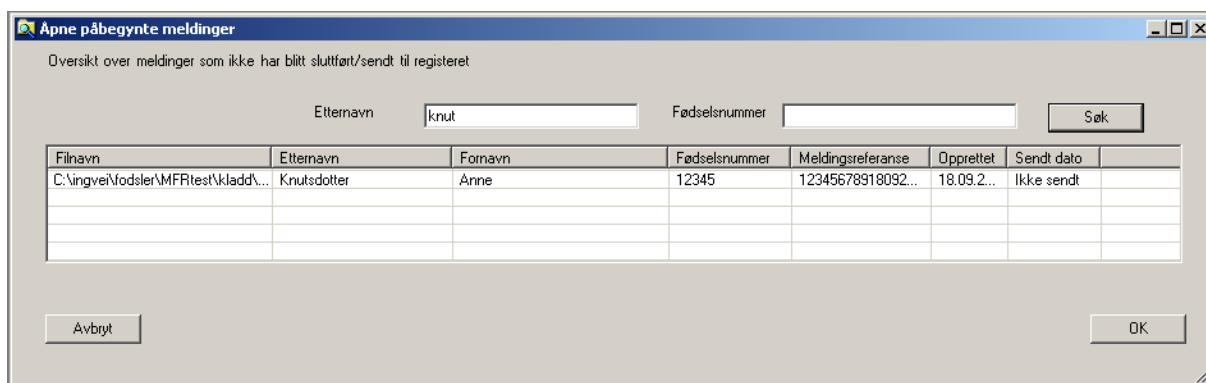 Åpne påbegynte meldinger
Oversikt over meldinger som ikke har blitt sluttført/sendt til registeret
Etternavn knut Fødselsnummer Søk
Filnavn Etternavn Fornavn Fødselsnummer Meldingsreferanse Opprettet Sendt dato
C:\ingvei\fodsler\MFRtest\kladd\... Knutsdotter Anne 12345 12345678918092... 18.09.2... Ikke sendt
Avbryt OK